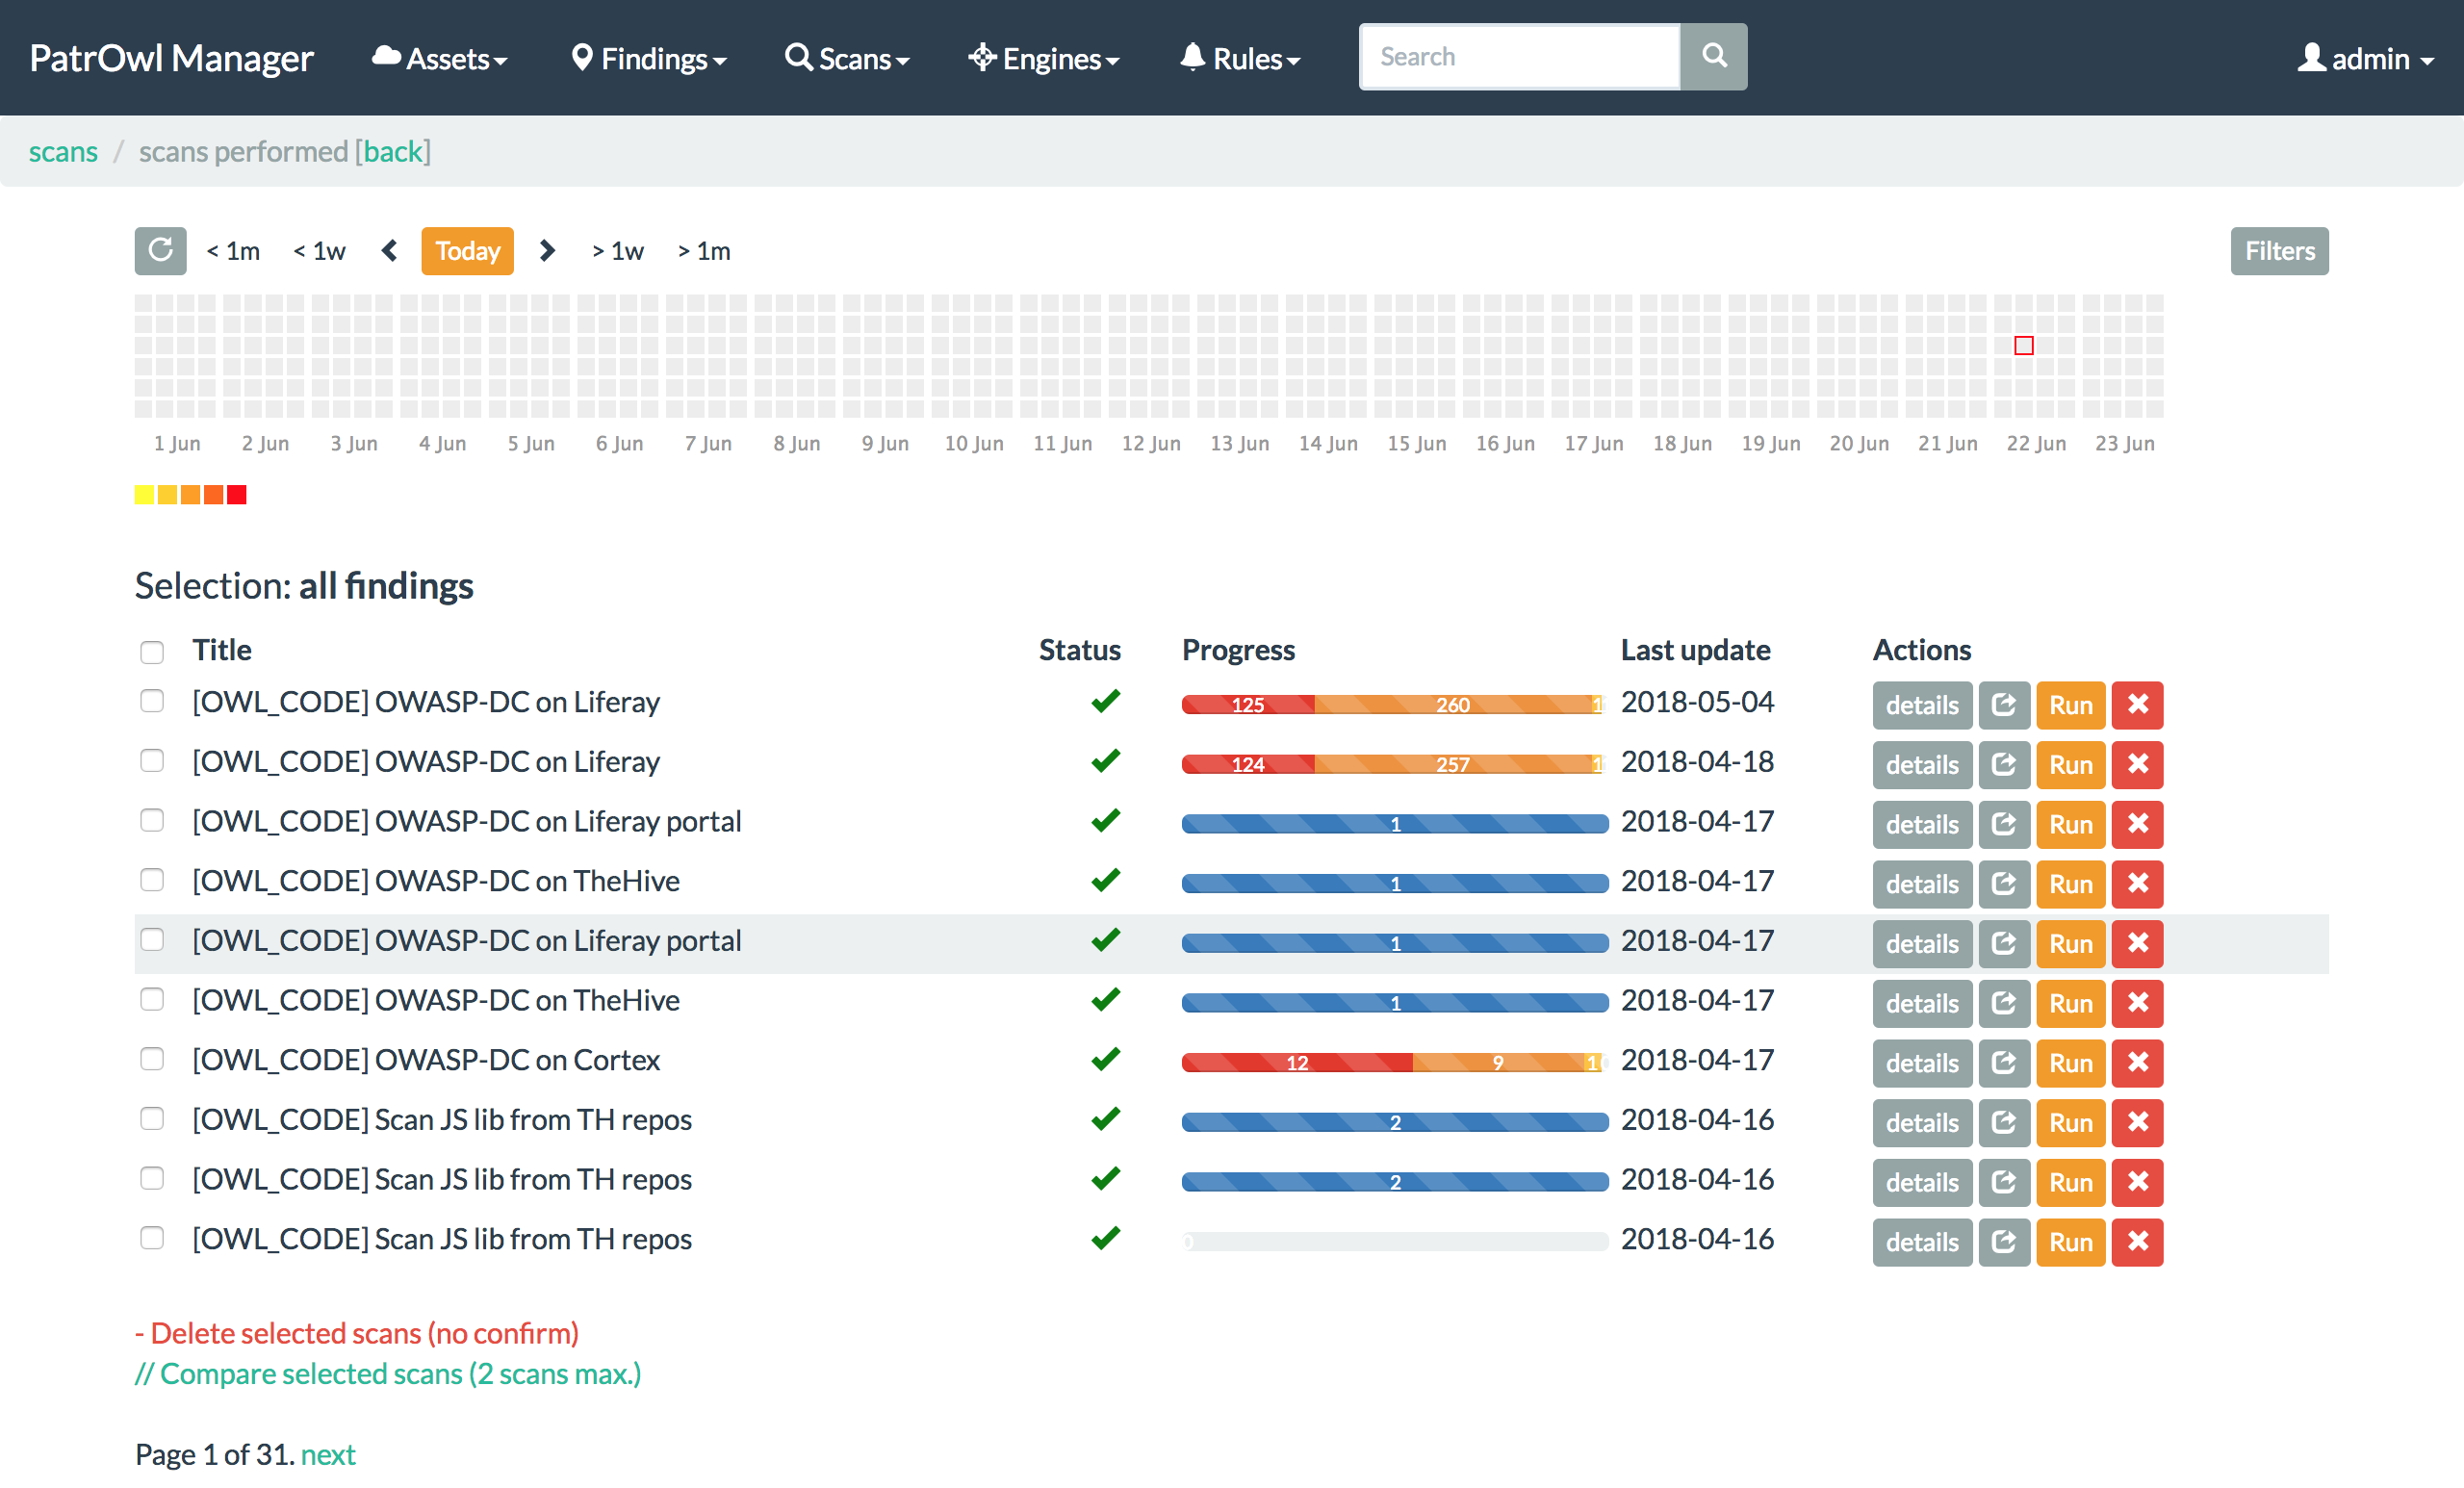 PatrOwl Manager Assets Findings Scans Engines Rules Search admin
scans / scans performed [back]
< 1m < 1w Today > 1w > 1m Filters
1 Jun 2 Jun 3 Jun 4 Jun 5 Jun 6 Jun 7 Jun 8 Jun 9 Jun 10 Jun 11 Jun 12 Jun 13 Jun 14 Jun 15 Jun 16 Jun 17 Jun 18 Jun 19 Jun 20 Jun 21 Jun 22 Jun 23 Jun
Selection: all findings
Title Status Progress Last update Actions
[OWL_CODE] OWASP-DC on Liferay 125 260 2018-05-04 details Run
[OWL_CODE] OWASP-DC on Liferay 124 257 2018-04-18 details Run
[OWL_CODE] OWASP-DC on Liferay portal 1 2018-04-17 details Run
[OWL_CODE] OWASP-DC on TheHive 1 2018-04-17 details Run
[OWL_CODE] OWASP-DC on Liferay portal 1 2018-04-17 details Run
[OWL_CODE] OWASP-DC on TheHive 1 2018-04-17 details Run
[OWL_CODE] OWASP-DC on Cortex 12 9 1 2018-04-17 details Run
[OWL_CODE] Scan JS lib from TH repos 2 2018-04-16 details Run
[OWL_CODE] Scan JS lib from TH repos 2 2018-04-16 details Run
[OWL_CODE] Scan JS lib from TH repos 0 2018-04-16 details Run
- Delete selected scans (no confirm)
// Compare selected scans (2 scans max.)
Page 1 of 31. next